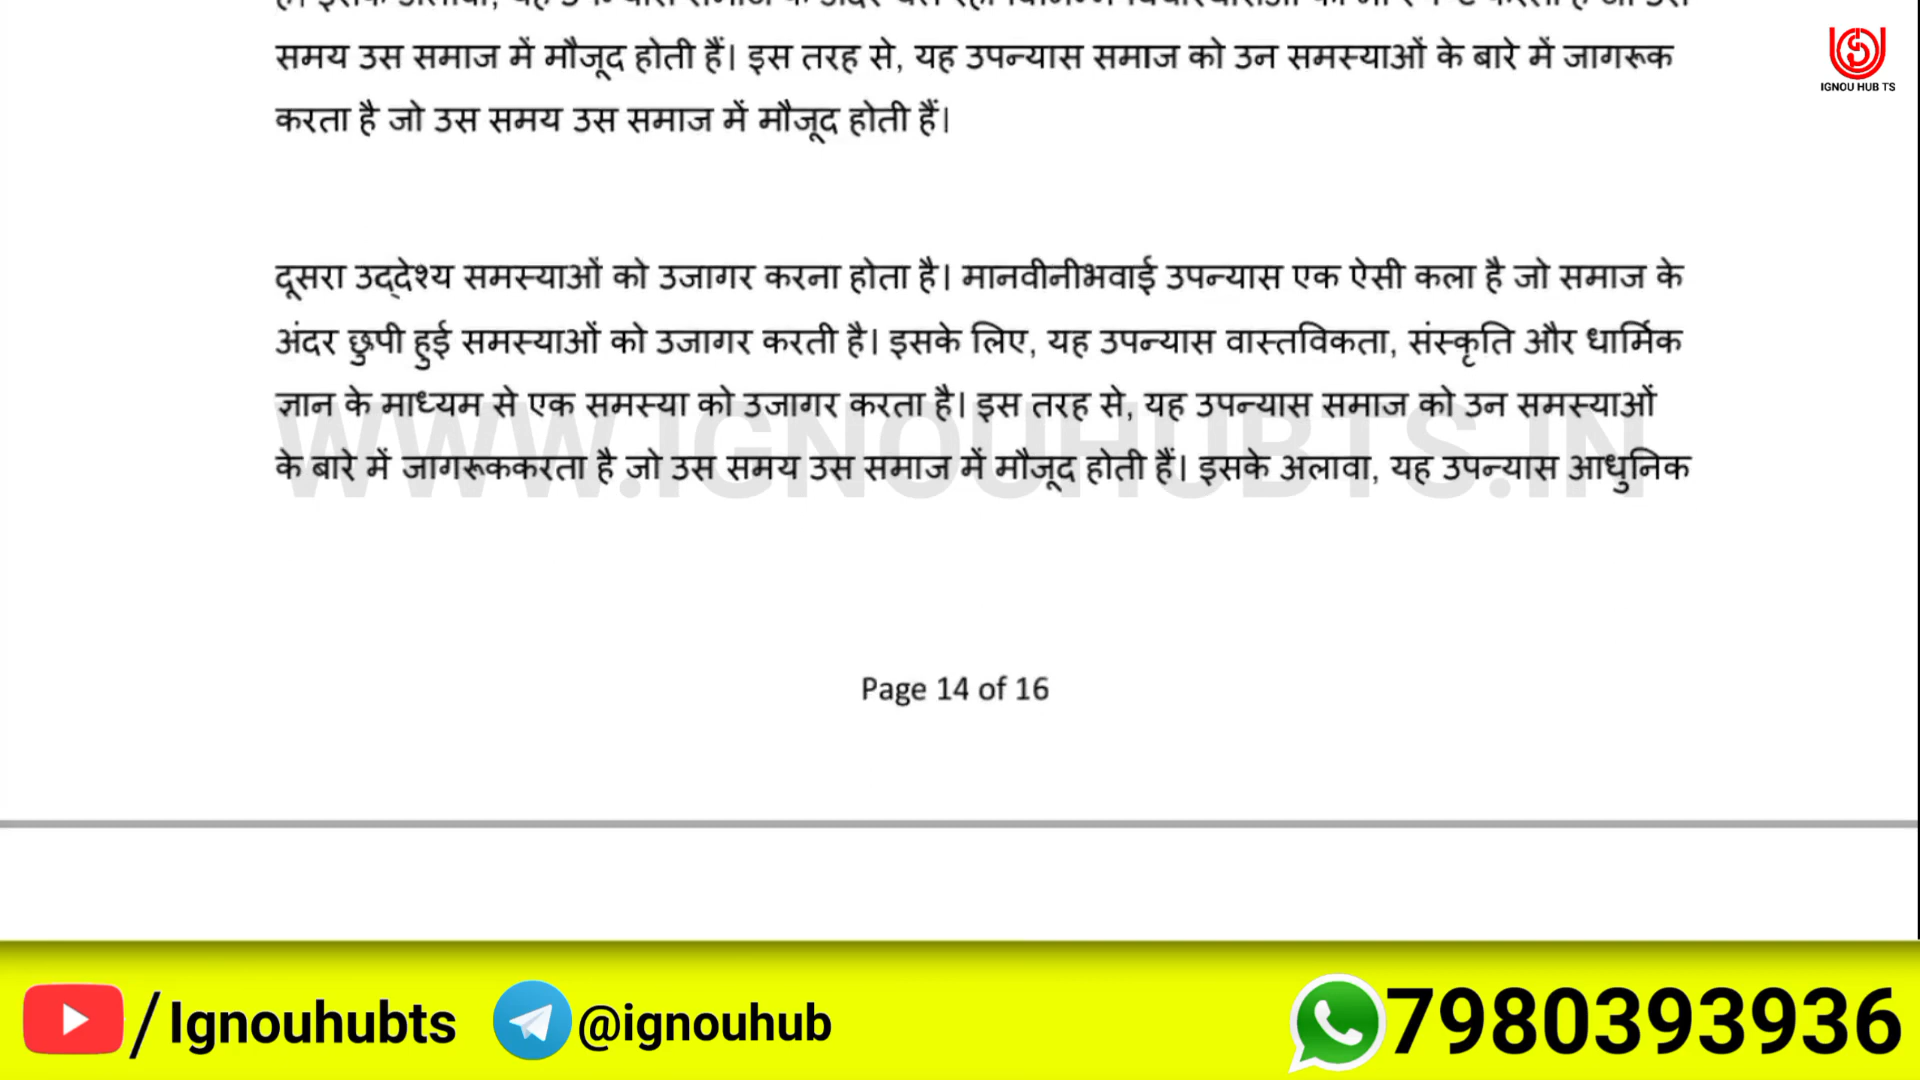 समय उस समाज में मौजूद होती हैं। इस तरह से, यह उपन्यास समाज को उन समस्याओं के बारे में जागरूक
करता है जो उस समय उस समाज में मौजूद होती हैं।
दूसरा उद्देश्य समस्याओं को उजागर करना होता है। मानवीनीभवाई उपन्यास एक ऐसी कला है जो समाज के
अंदर छुपी हुई समस्याओं को उजागर करती है। इसके लिए, यह उपन्यास वास्तविकता, संस्कृति और धार्मिक
ज्ञान के माध्यम से एक समस्या को उजागर करता है। इस तरह से, यह उपन्यास समाज को उन समस्याओं
के बारे में जागरूककरता है जो उस समय उस समाज में मौजूद होती हैं। इसके अलावा, यह उपन्यास आधुनिक
WWW.IGNOUHUBTS.IN
Page 14 of 16
IGNOU HUB TS
/Ignouhubts
@ignouhub
7980393936